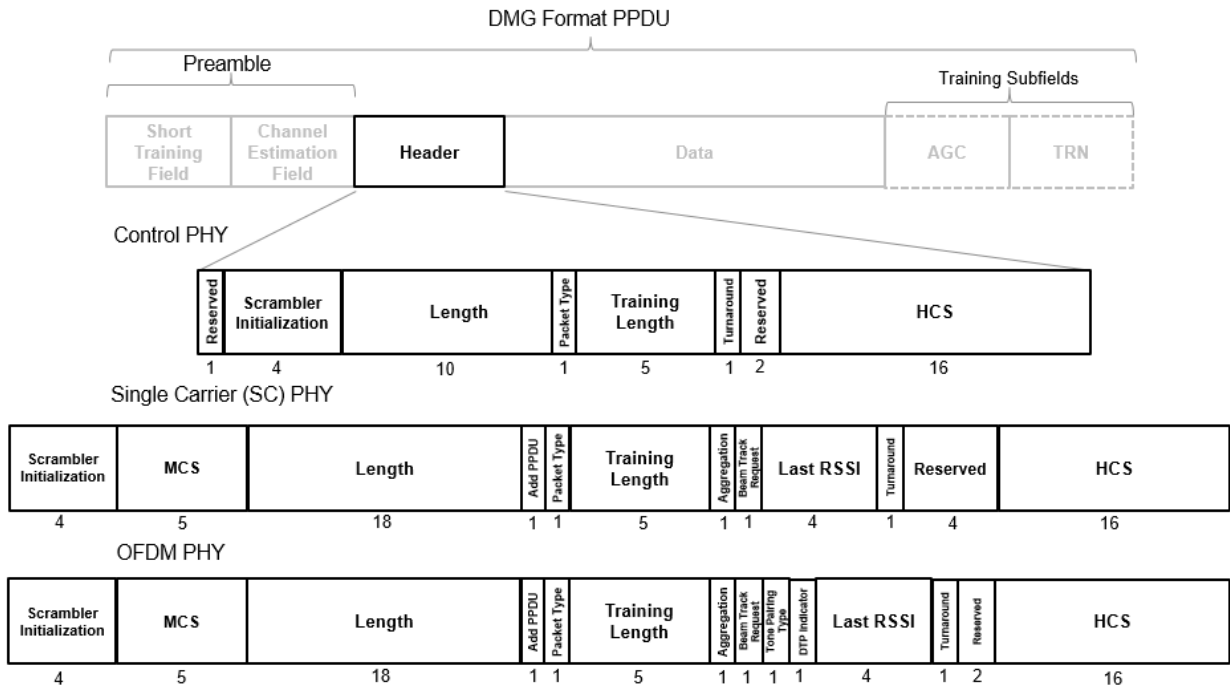 DMG Format PPDU
Preamble
Training Subfields
Short
Training
Field
Channel
Estimation
Field
Header
Data
AGC
TRN
Control PHY
Reserved
Scrambler
Initialization
Length
Packet Type
Training
Length
Turnaround
Reserved
HCS
1 4 10 1 5 1 2 16
Single Carrier (SC) PHY
Scrambler
Initialization
MCS
Length
Add PPDU
Packet Type
Training
Length
Aggregation
Beam Track
Request
Last RSSI
Turnaround
Reserved
HCS
4 5 18 1 1 5 1 1 4 1 4 16
OFDM PHY
Scrambler
Initialization
MCS
Length
Add PPDU
Packet Type
Training
Length
Aggregation
Beam Track
Request
Tone Pairing
Type
DTP Indicator
Last RSSI
Turnaround
Reserved
HCS
4 5 18 1 1 5 1 1 1 1 4 1 2 16